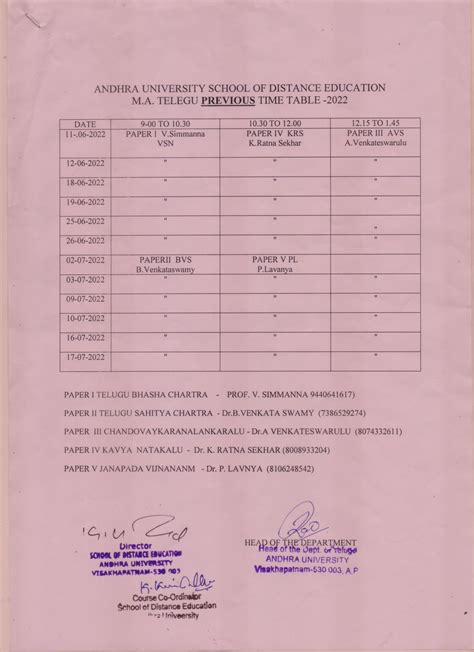 ANDHRA UNIVERSITY SCHOOL OF DISTANCE EDUCATION
M.A. TELEGU PREVIOUS TIME TABLE -2022
DATE 9-00 TO 10.30 10.30 TO 12.00 12.15 TO 1.45
11-.06-2022 PAPER I V.Simmanna PAPER IV KRS PAPER III AVS
VSN K.Ratna Sekhar A.Venkateswarulu
12-06-2022 " " "
18-06-2022 " " "
19-06-2022 " " "
25-06-2022 " " "
26-06-2022 " " "
02-07-2022 PAPERII BVS PAPER V PL
B.Venkataswamy P.Lavanya
03-07-2022 " " "
09-07-2022 " " "
10-07-2022 " " "
16-07-2022 " " "
17-07-2022 " " "
PAPER I TELUGU BHASHA CHARTRA - PROF. V. SIMMANNA 9440641617)
PAPER II TELUGU SAHITYA CHARTRA - Dr.B.VENKATA SWAMY (7386529274)
PAPER III CHANDOVAYKARANALANKARALU - Dr.A VENKATESWARULU (8074432611)
PAPER IV KAVYA NATAKALU - Dr. K. RATNA SEKHAR (8008933204)
PAPER V JANAPADA VIJNANANM - Dr. P. LAVNYA (8106248542)
Director
SCHOOL OF DISTANCE EDUCATION
ANDHRA UNIVERSITY
VISAKHAPATNAM-530 003
HEAD OF THE DEPARTMENT
Head of the Dept. of Telugu
ANDHRA UNIVERSITY
Visakhapatnam-530 003, A.P
Course Co-Ordinator
School of Distance Education
University